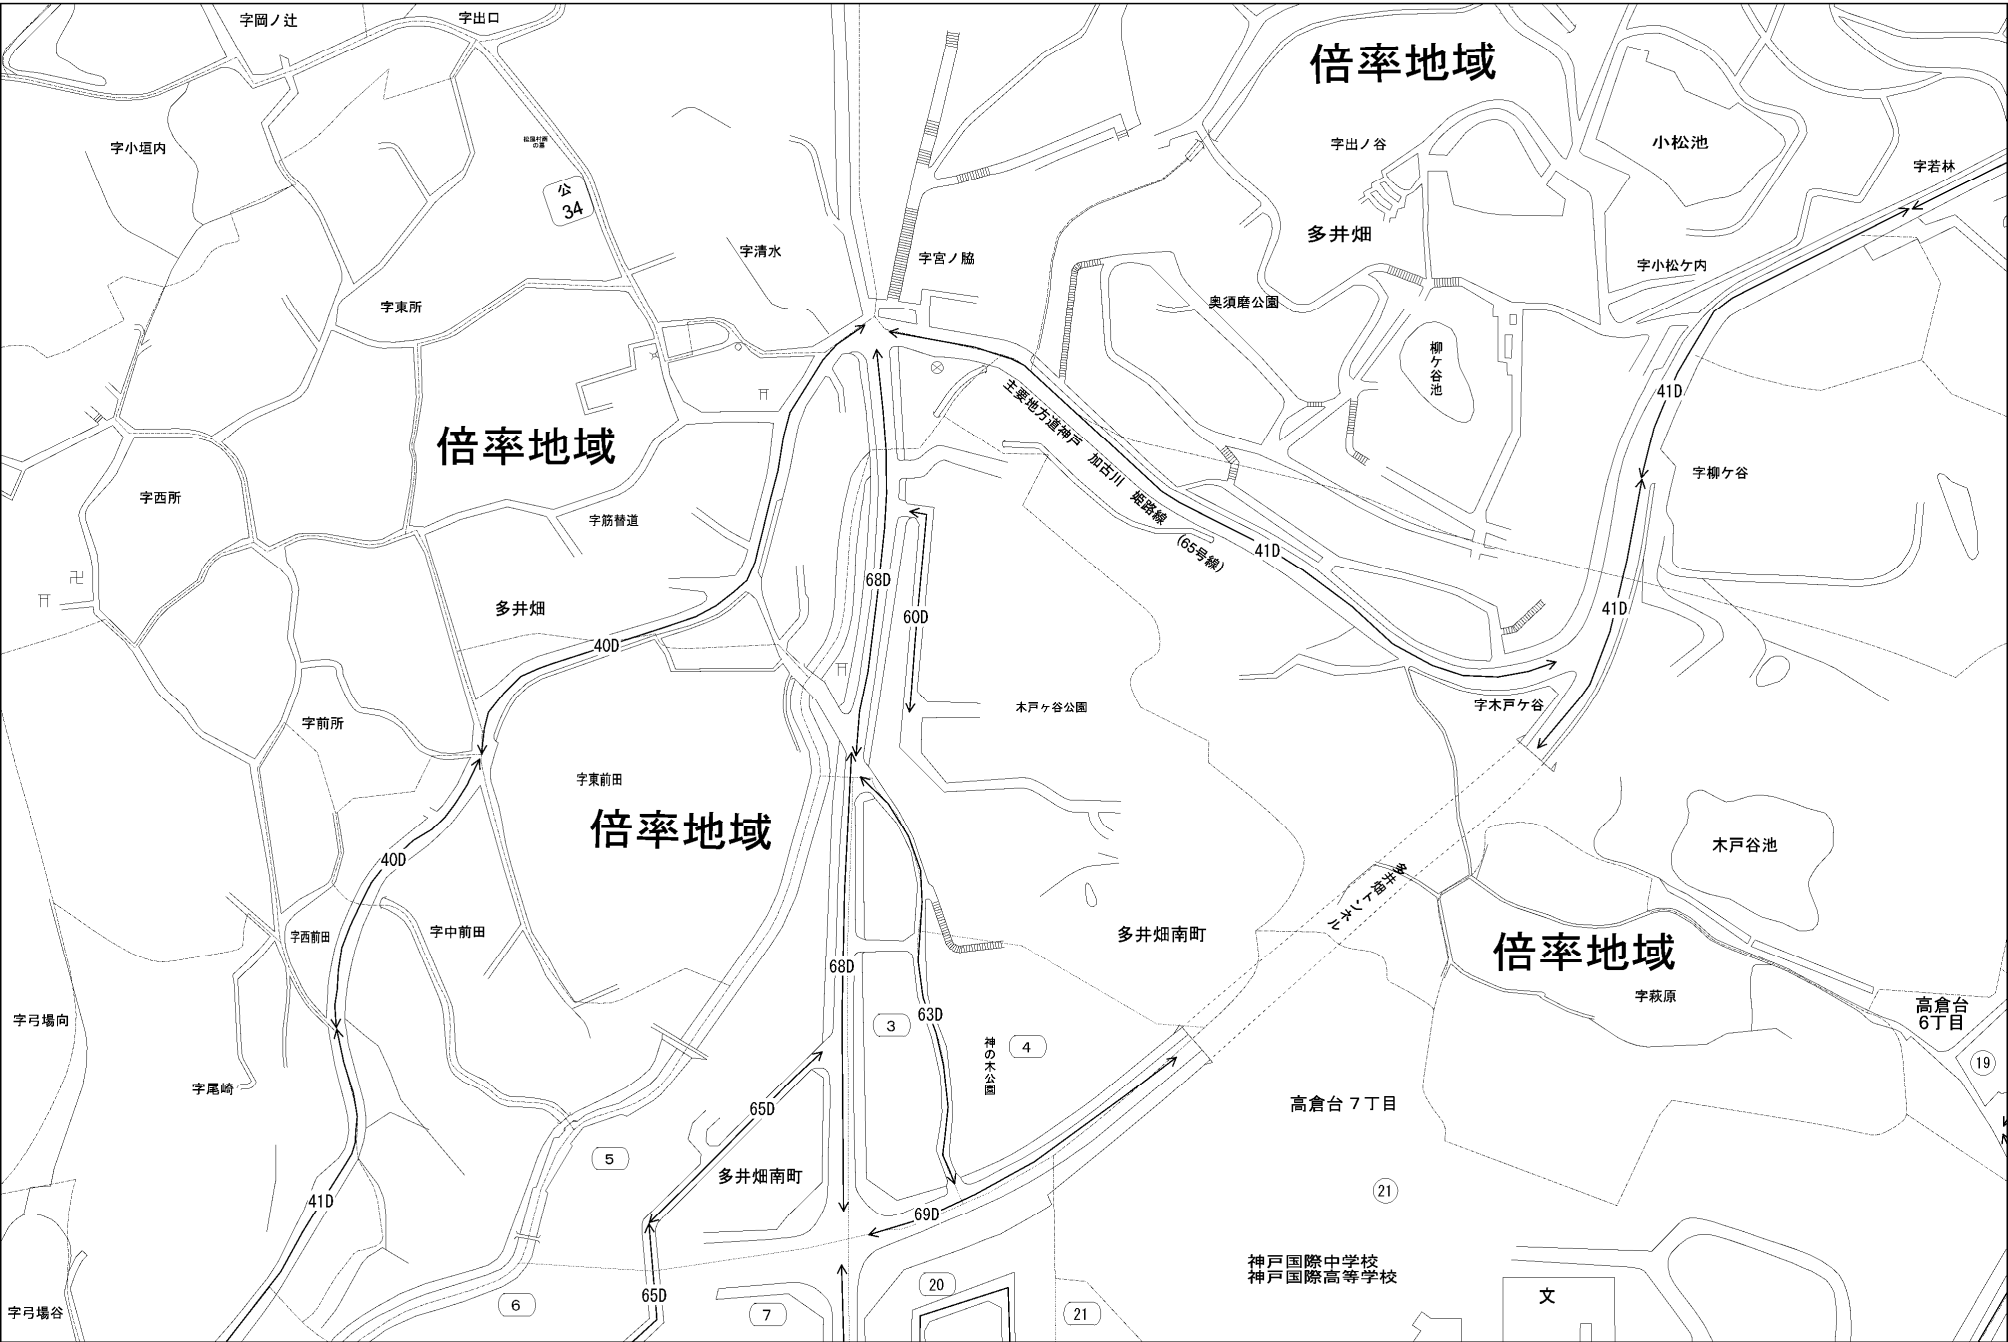 字岡ノ辻
字出口
倍率地域
字小垣内
字出ノ谷
小松池
字若林
公
34
多井畑
字清水
字宮ノ脇
字小松ケ内
字東所
奥須磨公園
柳ケ谷池
主要地方道神戸 加古川 姫路線
(65号線)
41D
倍率地域
字西所
字筋替道
字柳ケ谷
41D
68D
60D
41D
多井畑
40D
字前所
木戸ヶ谷公園
字木戸ケ谷
字東前田
倍率地域
40D
木戸谷池
多井畑トンネル
字西前田
字中前田
多井畑南町
倍率地域
68D
字萩原
字弓場向
63D
3
4
神の木公園
高倉台
6丁目
19
字尾崎
65D
高倉台7丁目
5
多井畑南町
41D
21
69D
神戸国際中学校
神戸国際高等学校
字弓場谷
65D
6
7
20
21
文